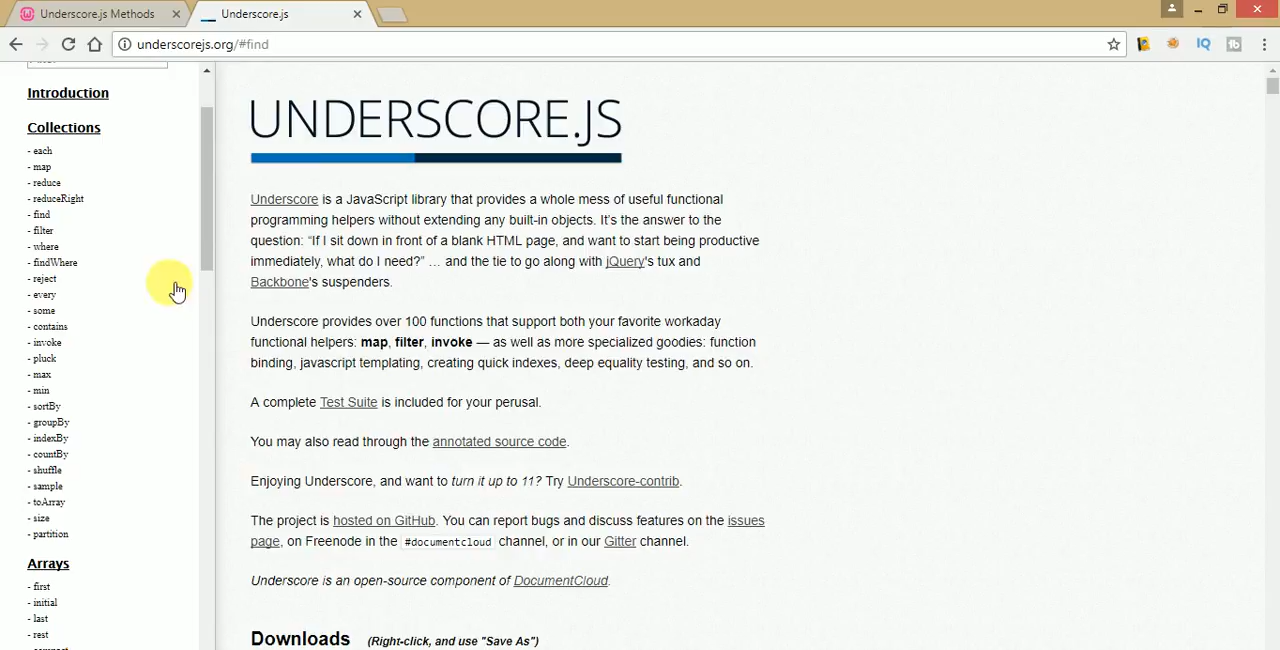 Underscore.js Methods
Underscore.js
underscorejs.org/#find
IQ
tb
Introduction
Collections
- each
- map
- reduce
- reduceRight
- find
- filter
- where
- findWhere
- reject
- every
- some
- contains
- invoke
- pluck
- max
- min
- sortBy
- groupBy
- indexBy
- countBy
- shuffle
- sample
- toArray
- size
- partition
Arrays
- first
- initial
- last
- rest
UNDERSCORE.JS
Underscore is a JavaScript library that provides a whole mess of useful functional
programming helpers without extending any built-in objects. It's the answer to the
question: “If I sit down in front of a blank HTML page, and want to start being productive
immediately, what do I need?” … and the tie to go along with jQuery's tux and
Backbone's suspenders.
Underscore provides over 100 functions that support both your favorite workaday
functional helpers: map, filter, invoke — as well as more specialized goodies: function
binding, javascript templating, creating quick indexes, deep equality testing, and so on.
A complete Test Suite is included for your perusal.
You may also read through the annotated source code.
Enjoying Underscore, and want to turn it up to 11? Try Underscore-contrib.
The project is hosted on GitHub. You can report bugs and discuss features on the issues
page, on Freenode in the #documentcloud channel, or in our Gitter channel.
Underscore is an open-source component of DocumentCloud.
Downloads (Right-click, and use "Save As")